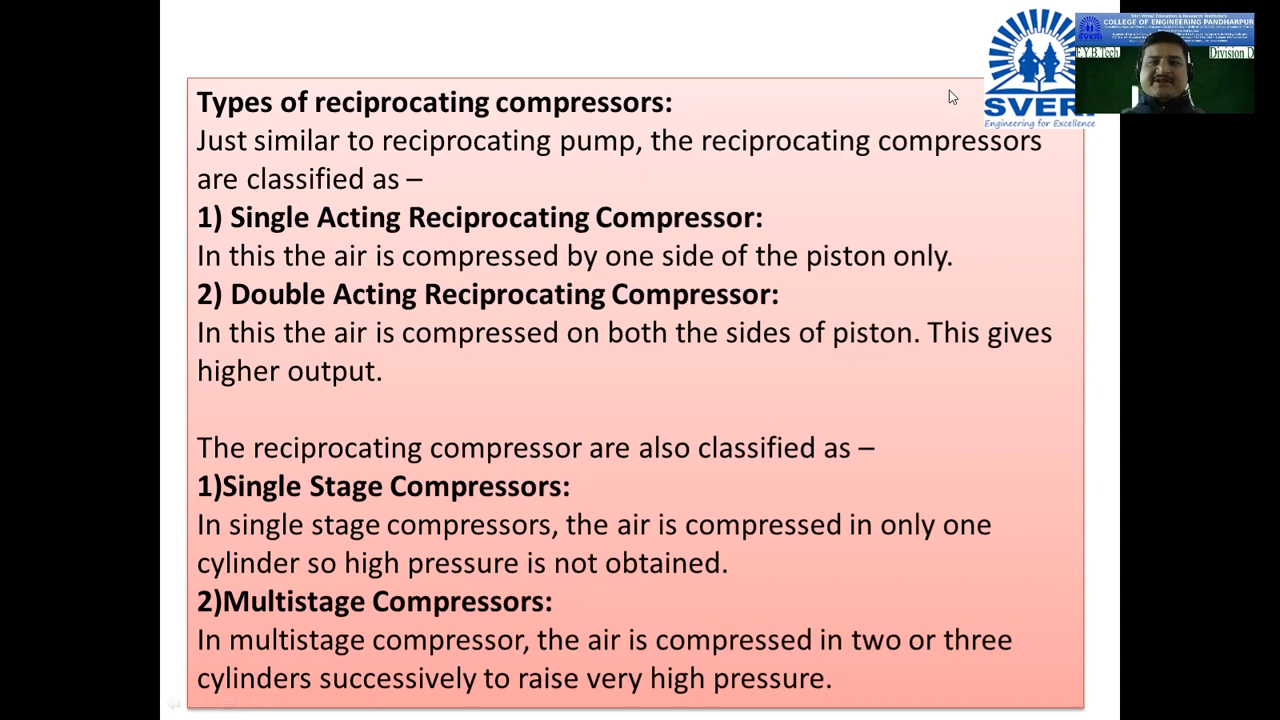 Types of reciprocating compressors:
Just similar to reciprocating pump, the reciprocating compressors
are classified as –
1) Single Acting Reciprocating Compressor:
In this the air is compressed by one side of the piston only.
2) Double Acting Reciprocating Compressor:
In this the air is compressed on both the sides of piston. This gives
higher output.
The reciprocating compressor are also classified as –
1)Single Stage Compressors:
In single stage compressors, the air is compressed in only one
cylinder so high pressure is not obtained.
2)Multistage Compressors:
In multistage compressor, the air is compressed in two or three
cylinders successively to raise very high pressure.
SVERI
Engineering for Excellence
COLLEGE OF ENGINEERING PANDHARPUR
F.Y.B.Tech
Division D